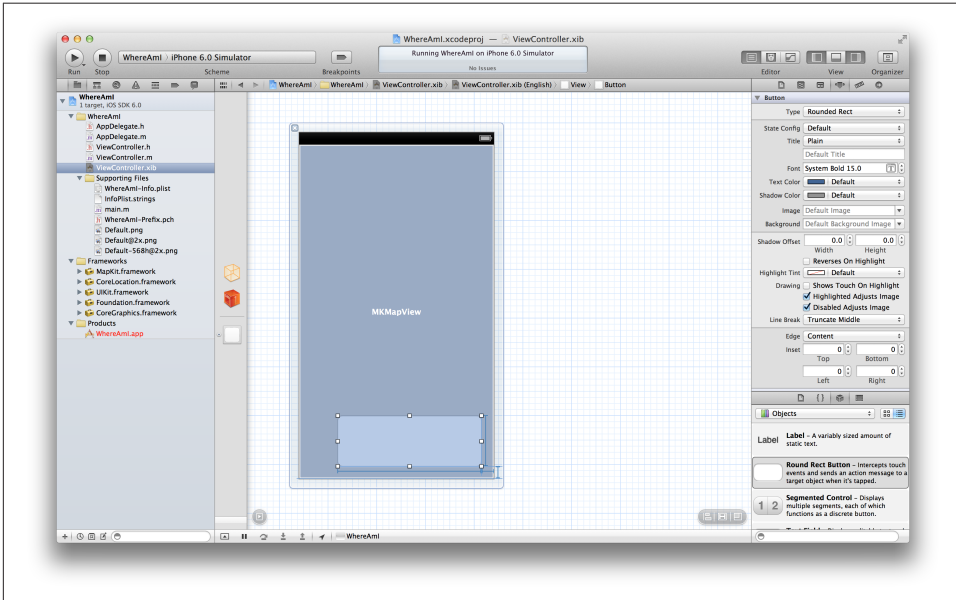 WhereAmI.xcodeproj — ViewController.xib
WhereAmI iPhone 6.0 Simulator
Running WhereAmI on iPhone 6.0 Simulator
No Issues
Run Stop Scheme Breakpoints Editor View Organizer
WhereAmI WhereAmI ViewController.xib ViewController.xib (English) View Button
WhereAmI
1 target, iOS SDK 6.0
WhereAmI
AppDelegate.h
AppDelegate.m
ViewController.h
ViewController.m
ViewController.xib
Supporting Files
WhereAmI-Info.plist
InfoPlist.strings
main.m
WhereAmI-Prefix.pch
Default.png
Default@2x.png
Default-568h@2x.png
Frameworks
MapKit.framework
CoreLocation.framework
UIKit.framework
Foundation.framework
CoreGraphics.framework
Products
WhereAmI.app
MKMapView
Button
Type Rounded Rect
State Config Default
Title Plain
Default Title
Font System Bold 15.0
Text Color Default
Shadow Color Default
Image Default Image
Background Default Background Image
Shadow Offset 0.0 0.0
Width Height
Reverses On Highlight
Highlight Tint Default
Drawing Shows Touch On Highlight
Highlighted Adjusts Image
Disabled Adjusts Image
Line Break Truncate Middle
Edge Content
Inset 0 0
Top Bottom
0 0
Left Right
Objects
Label Label – A variably sized amount of
static text.
Round Rect Button – Intercepts touch
events and sends an action message to a
target object when it's tapped.
1 2 Segmented Control – Displays
multiple segments, each of which
functions as a discrete button.
WhereAmI